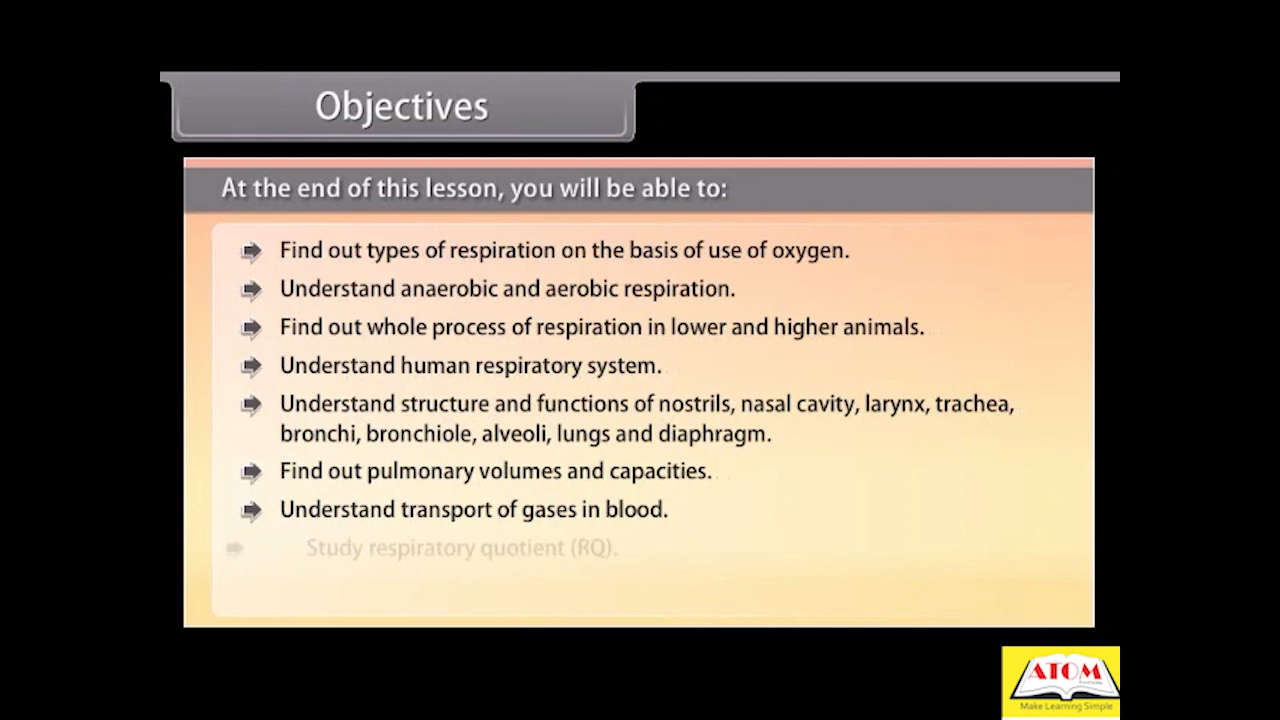 Objectives
At the end of this lesson, you will be able to:
Find out types of respiration on the basis of use of oxygen.
Understand anaerobic and aerobic respiration.
Find out whole process of respiration in lower and higher animals.
Understand human respiratory system.
Understand structure and functions of nostrils, nasal cavity, larynx, trachea,
bronchi, bronchiole, alveoli, lungs and diaphragm.
Find out pulmonary volumes and capacities.
Understand transport of gases in blood.
Study respiratory quotient (RQ).
ATOM
Make Learning Simple